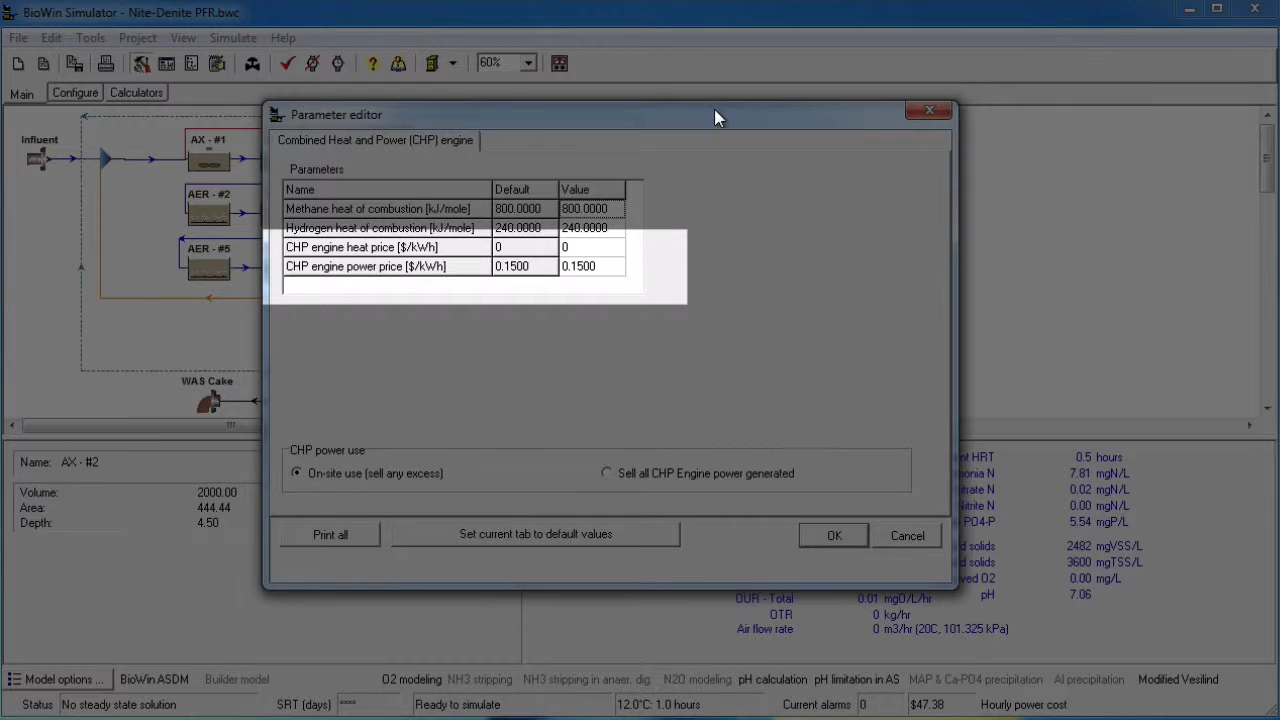 BioWin Simulator - Nite-Denite PFR.bwc
File Edit Tools Project View Simulate Help
60%
Main Configure Calculators
Parameter editor
Combined Heat and Power (CHP) engine
Influent
AX - #1
AER - #2
AER - #5
WAS Cake
Parameters
Name Default Value
Methane heat of combustion [kJ/mole] 800.0000 800.0000
Hydrogen heat of combustion [kJ/mole] 240.0000 240.0000
CHP engine heat price [$/kWh] 0 0
CHP engine power price [$/kWh] 0.1500 0.1500
CHP power use
On-site use (sell any excess) Sell all CHP Engine power generated
Print all Set current tab to default values OK Cancel
Name: AX - #2
Volume: 2000.00
Area: 444.44
Depth: 4.50
HRT 0.5 hours
N 7.81 mgN/L
N 0.02 mgN/L
N 0 mgN/L
PO4-P 5.54 mgP/L
solids 2482 mgVSS/L
solids 3600 mgTSS/L
O2 0.00 mg/L
pH 7.06
OUR - Total 0.01 mgO/L/hr
OTR 0 kg/hr
Air flow rate 0 m3/hr (20C, 101.325 kPa)
Model options ... BioWin ASDM Builder model O2 modeling NH3 stripping NH3 stripping in anaer. dig. N2O modeling pH calculation pH limitation in AS MAP & Ca-PO4 precipitation Al precipitation Modified Vesilind
Status No steady state solution SRT (days) **** Ready to simulate 12.0°C: 1.0 hours Current alarms 0 $47.38 Hourly power cost